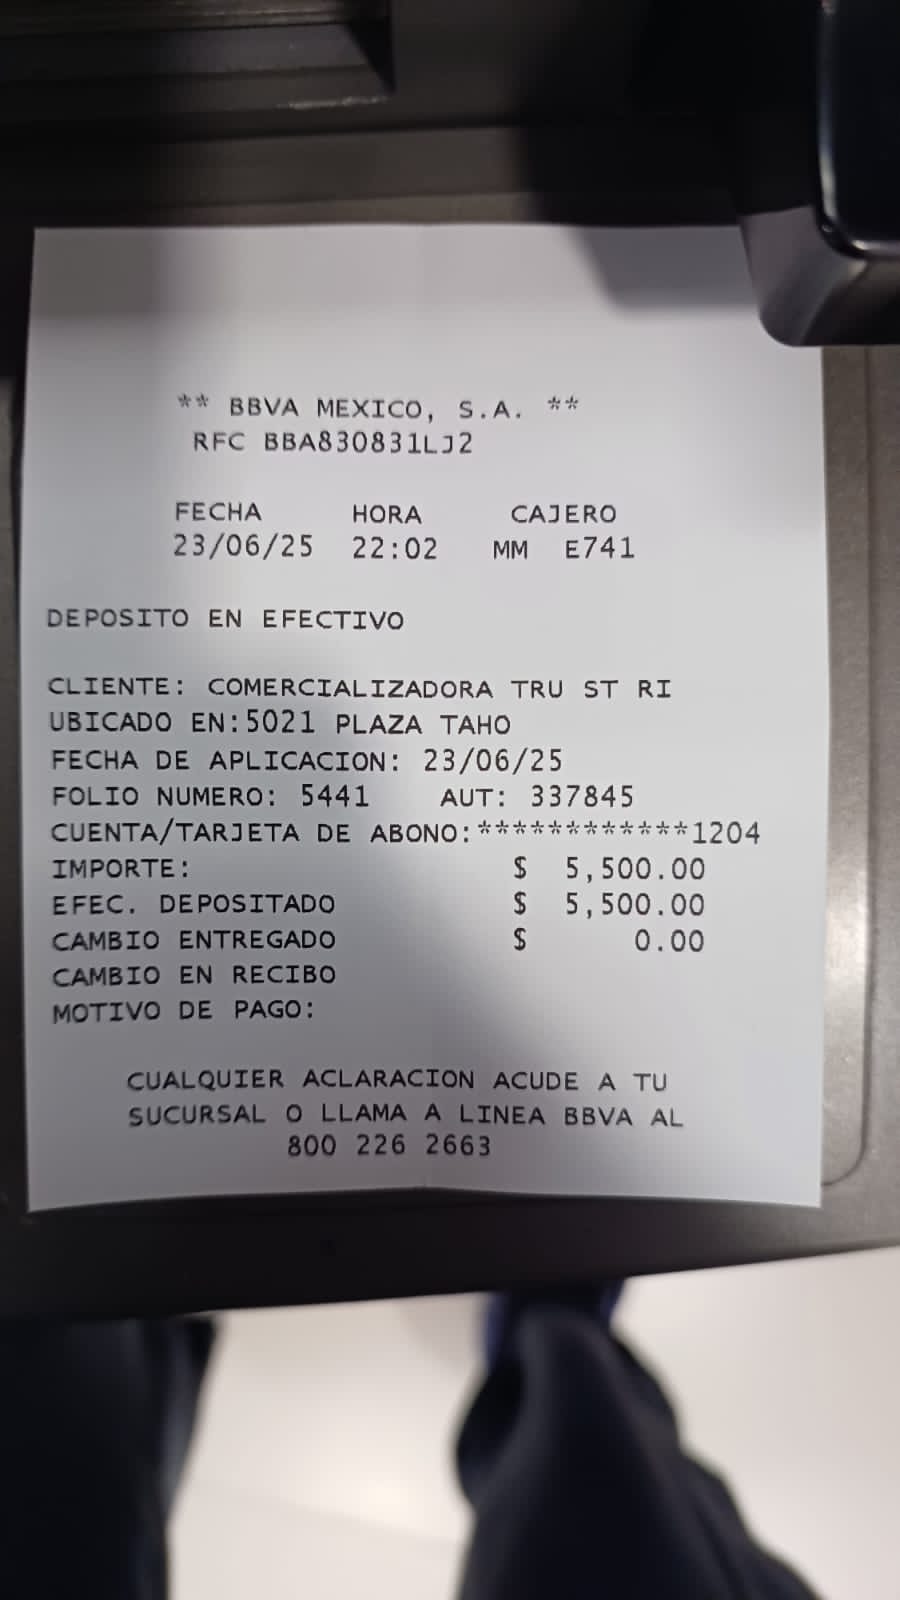 ** BBVA MEXICO, S.A. **
RFC BBA830831LJ2
FECHA HORA CAJERO
23/06/25 22:02 MM E741
DEPOSITO EN EFECTIVO
CLIENTE: COMERCIALIZADORA TRU ST RI
UBICADO EN:5021 PLAZA TAHO
FECHA DE APLICACION: 23/06/25
FOLIO NUMERO: 5441 AUT: 337845
CUENTA/TARJETA DE ABONO:************1204
IMPORTE: $ 5,500.00
EFEC. DEPOSITADO $ 5,500.00
CAMBIO ENTREGADO $ 0.00
CAMBIO EN RECIBO
MOTIVO DE PAGO:
CUALQUIER ACLARACION ACUDE A TU
SUCURSAL O LLAMA A LINEA BBVA AL
800 226 2663